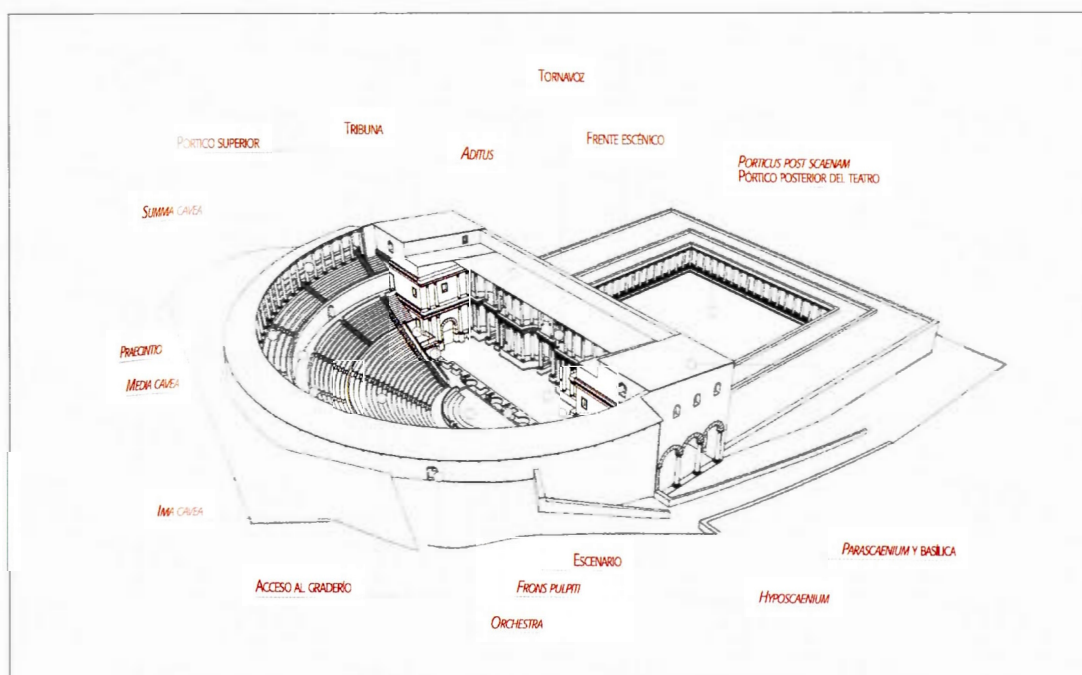 TORNAVOZ
TRIBUNA
PÓRTICO SUPERIOR
ADITUS
FRENTE ESCÉNICO
PORTICUS POST SCAENAM
PÓRTICO POSTERIOR DEL TEATRO
SUMMA CAVEA
PRAECINTIO
MEDIA CAVEA
IMA CAVEA
ESCENARIO
PARASCAENIUM Y BASÍLICA
ACCESO AL GRADERÍO
FRONS PULPITI
HYPOSCAENIUM
ORCHESTRA